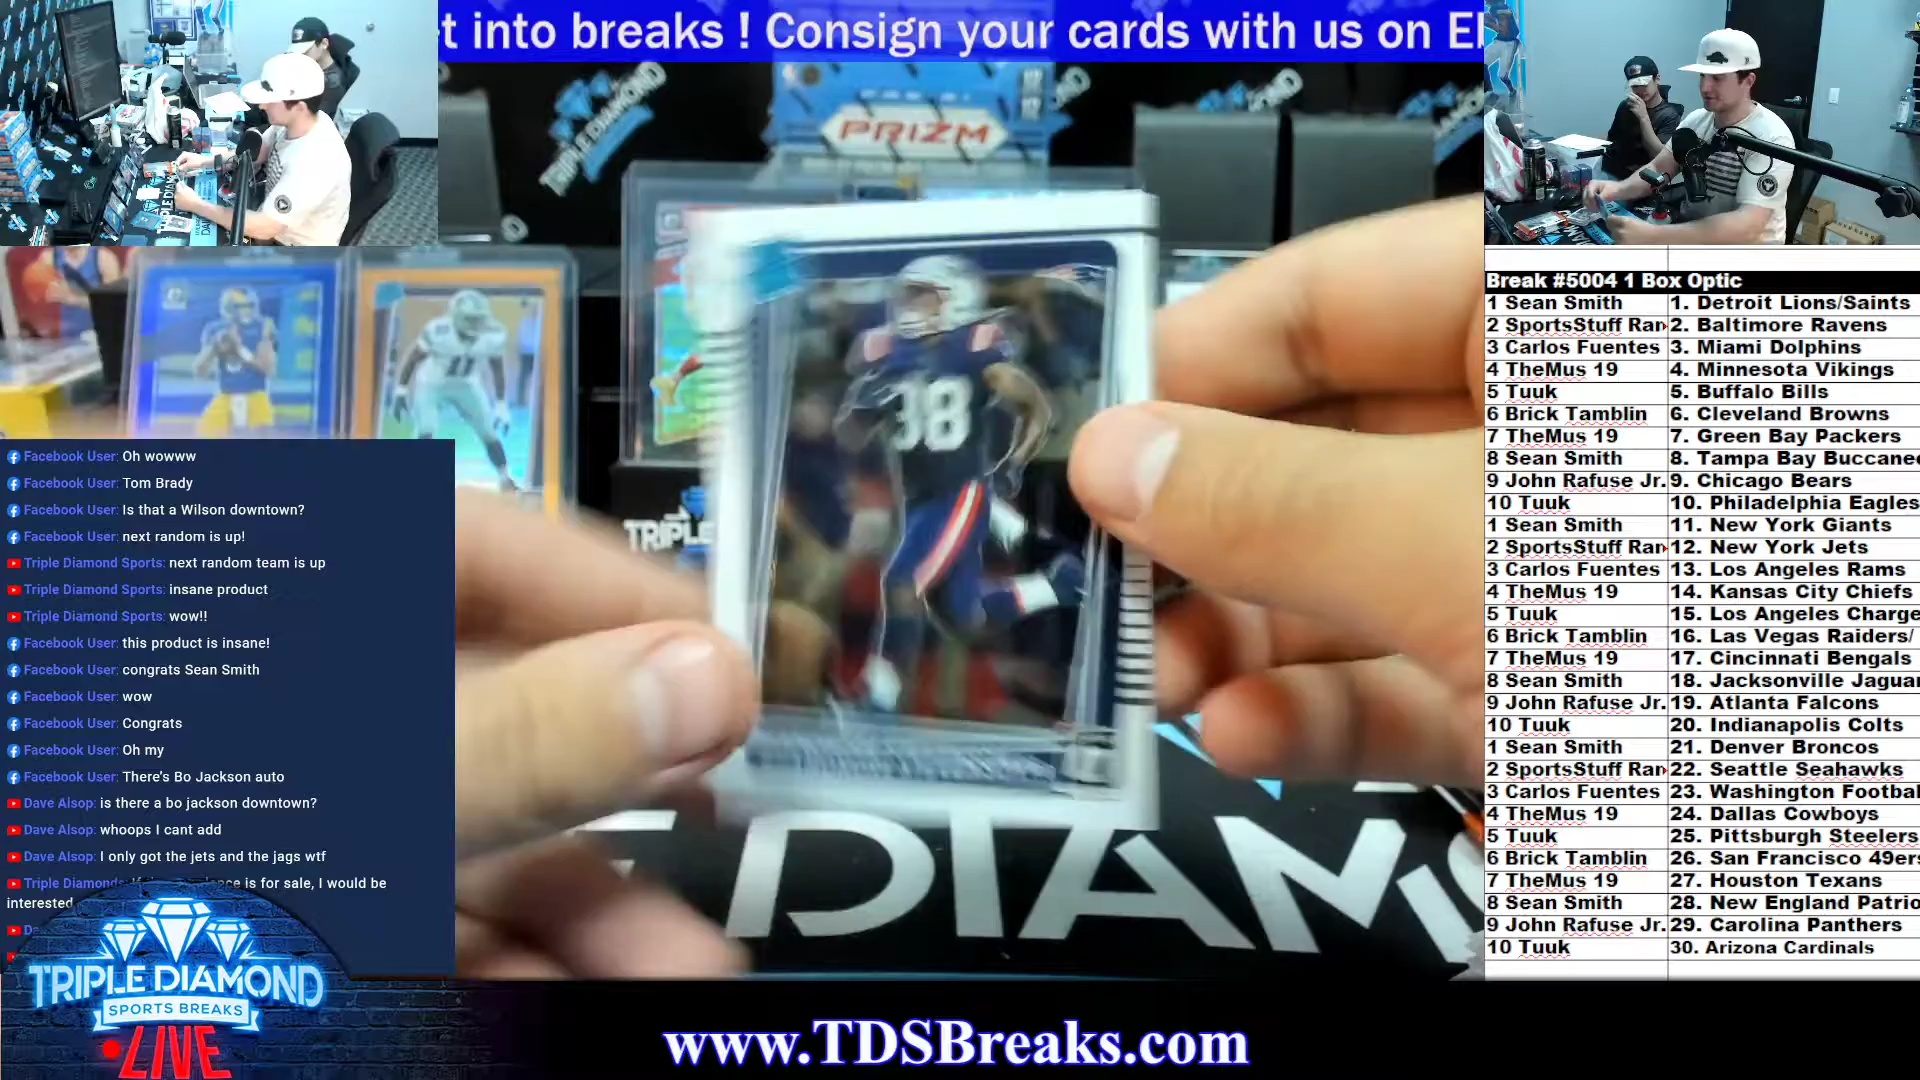 t into breaks ! Consign your cards with us on
PRIZM
TRIPLE DIAMOND
11
38
TRIPLE
DIAM
Facebook User: Oh wowww
Facebook User: Tom Brady
Facebook User: Is that a Wilson downtown?
Facebook User: next random is up!
Triple Diamond Sports: next random team is up
Triple Diamond Sports: insane product
Triple Diamond Sports: wow!!
Facebook User: this product is insane!
Facebook User: congrats Sean Smith
Facebook User: wow
Facebook User: Congrats
Facebook User: Oh my
Facebook User: There's Bo Jackson auto
Dave Alsop: is there a bo jackson downtown?
Dave Alsop: whoops I cant add
Dave Alsop: I only got the jets and the jags wtf
Triple Diamond is for sale, I would be
interested
TRIPLE DIAMOND
SPORTS BREAKS
LIVE
www.TDSBreaks.com
Break #5004 1 Box Optic
1 Sean Smith 1. Detroit Lions/Saints
2 SportsStuff Ran 2. Baltimore Ravens
3 Carlos Fuentes 3. Miami Dolphins
4 TheMus 19 4. Minnesota Vikings
5 Tuuk 5. Buffalo Bills
6 Brick Tamblin 6. Cleveland Browns
7 TheMus 19 7. Green Bay Packers
8 Sean Smith 8. Tampa Bay Buccanee
9 John Rafuse Jr. 9. Chicago Bears
10 Tuuk 10. Philadelphia Eagles
1 Sean Smith 11. New York Giants
2 SportsStuff Ran 12. New York Jets
3 Carlos Fuentes 13. Los Angeles Rams
4 TheMus 19 14. Kansas City Chiefs
5 Tuuk 15. Los Angeles Charge
6 Brick Tamblin 16. Las Vegas Raiders/
7 TheMus 19 17. Cincinnati Bengals
8 Sean Smith 18. Jacksonville Jaguar
9 John Rafuse Jr. 19. Atlanta Falcons
10 Tuuk 20. Indianapolis Colts
1 Sean Smith 21. Denver Broncos
2 SportsStuff Ran 22. Seattle Seahawks
3 Carlos Fuentes 23. Washington Footbal
4 TheMus 19 24. Dallas Cowboys
5 Tuuk 25. Pittsburgh Steelers
6 Brick Tamblin 26. San Francisco 49ers
7 TheMus 19 27. Houston Texans
8 Sean Smith 28. New England Patrio
9 John Rafuse Jr. 29. Carolina Panthers
10 Tuuk 30. Arizona Cardinals